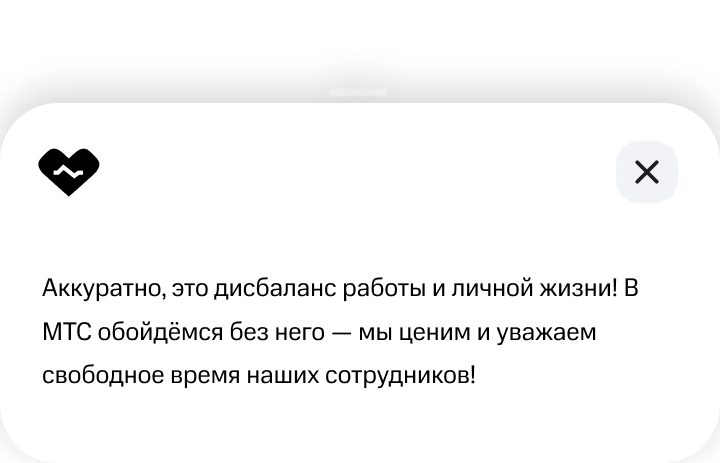 Аккуратно, это дисбаланс работы и личной жизни! В
МТС обойдёмся без него — мы ценим и уважаем
свободное время наших сотрудников!